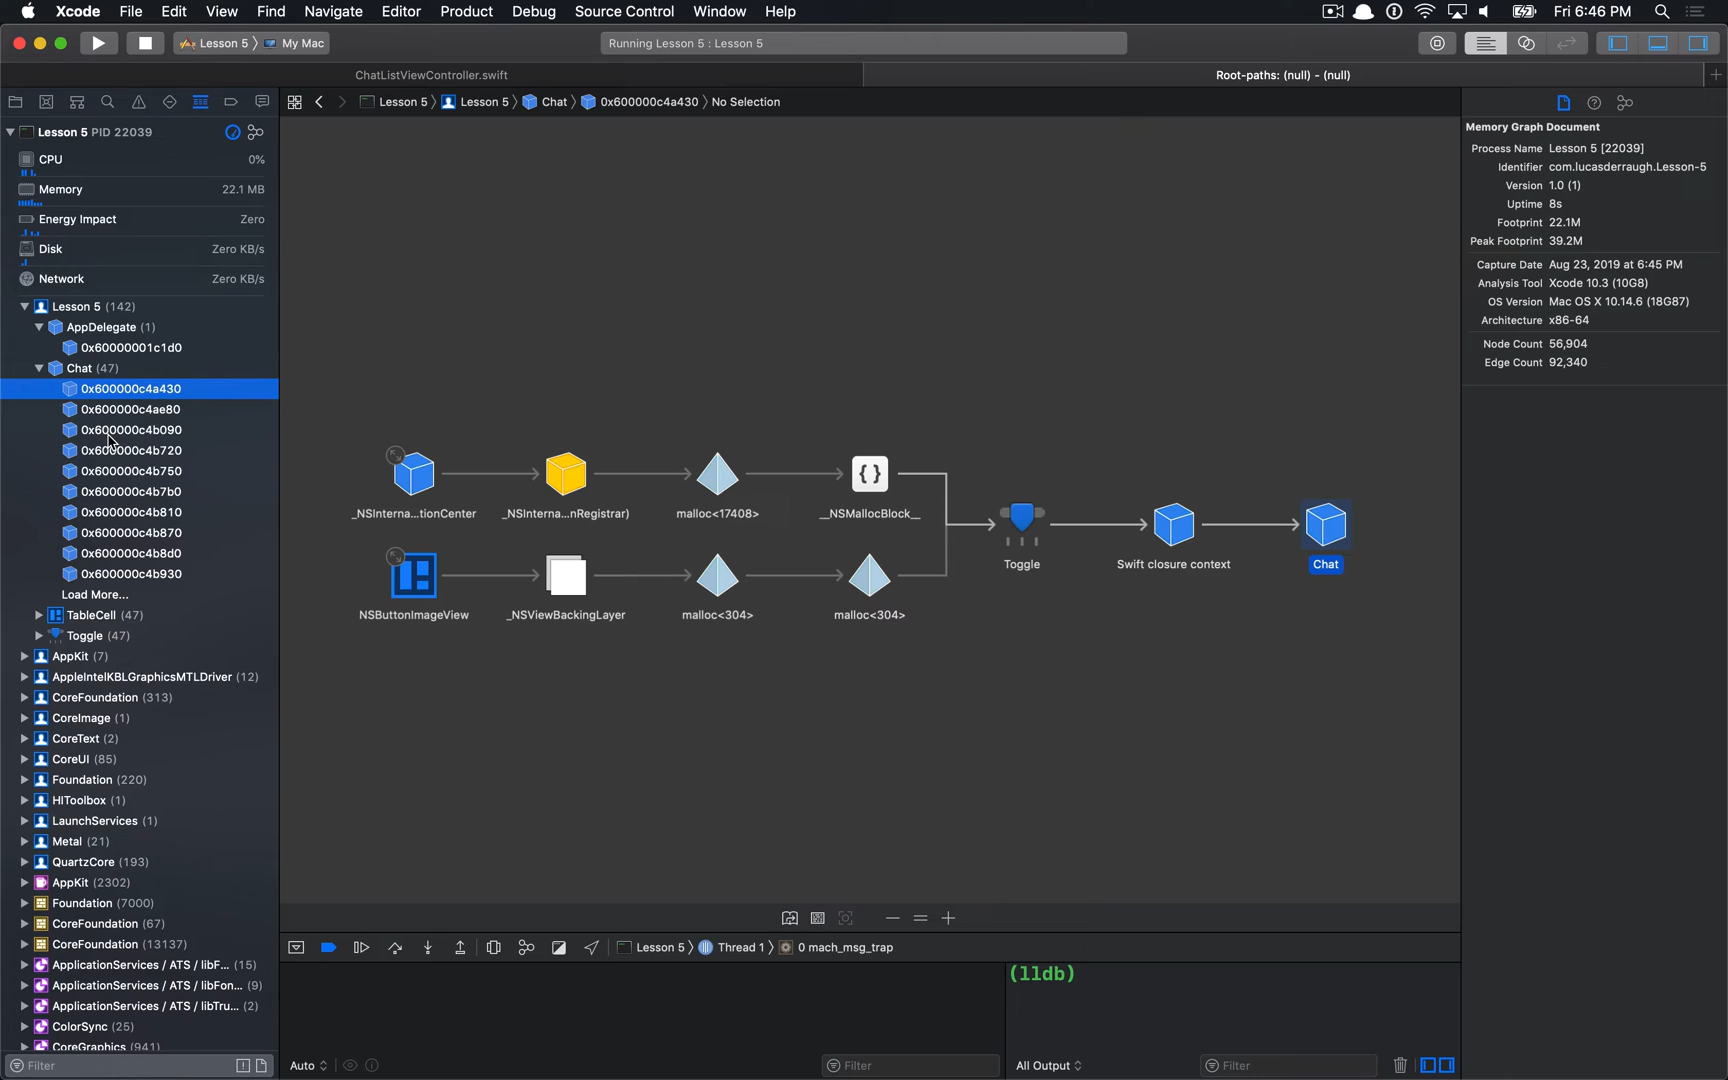 Xcode File Edit View Find Navigate Editor Product Debug Source Control Window Help Fri 6:46 PM
Lesson 5 My Mac Running Lesson 5 : Lesson 5
ChatListViewController.swift Root-paths: (null) - (null)
Lesson 5 Lesson 5 Chat 0x600000c4a430 No Selection
Lesson 5 PID 22039
CPU 0%
Memory 22.1 MB
Energy Impact Zero
Disk Zero KB/s
Network Zero KB/s
Lesson 5 (142)
AppDelegate (1)
0x60000001c1d0
Chat (47)
0x600000c4a430
0x600000c4ae80
0x600000c4b090
0x600000c4b720
0x600000c4b750
0x600000c4b7b0
0x600000c4b810
0x600000c4b870
0x600000c4b8d0
0x600000c4b930
Load More...
TableCell (47)
Toggle (47)
AppKit (7)
AppleIntelKBLGraphicsMTLDriver (12)
CoreFoundation (313)
CoreImage (1)
CoreText (2)
CoreUI (85)
Foundation (220)
HIToolbox (1)
LaunchServices (1)
Metal (21)
QuartzCore (193)
AppKit (2302)
Foundation (7000)
CoreFoundation (67)
CoreFoundation (13137)
ApplicationServices / ATS / libF... (15)
ApplicationServices / ATS / libFon... (9)
ApplicationServices / ATS / libTru... (2)
ColorSync (25)
CoreGraphics (941)
Filter
_NSInterna...tionCenter _NSInterna...nRegistrar) malloc<17408> __NSMallocBlock__
Toggle Swift closure context Chat
NSButtonImageView _NSViewBackingLayer malloc<304> malloc<304>
Lesson 5 Thread 1 0 mach_msg_trap
(lldb)
Auto Filter All Output Filter
Memory Graph Document
Process Name Lesson 5 [22039]
Identifier com.lucasderraugh.Lesson-5
Version 1.0 (1)
Uptime 8s
Footprint 22.1M
Peak Footprint 39.2M
Capture Date Aug 23, 2019 at 6:45 PM
Analysis Tool Xcode 10.3 (10G8)
OS Version Mac OS X 10.14.6 (18G87)
Architecture x86-64
Node Count 56,904
Edge Count 92,340